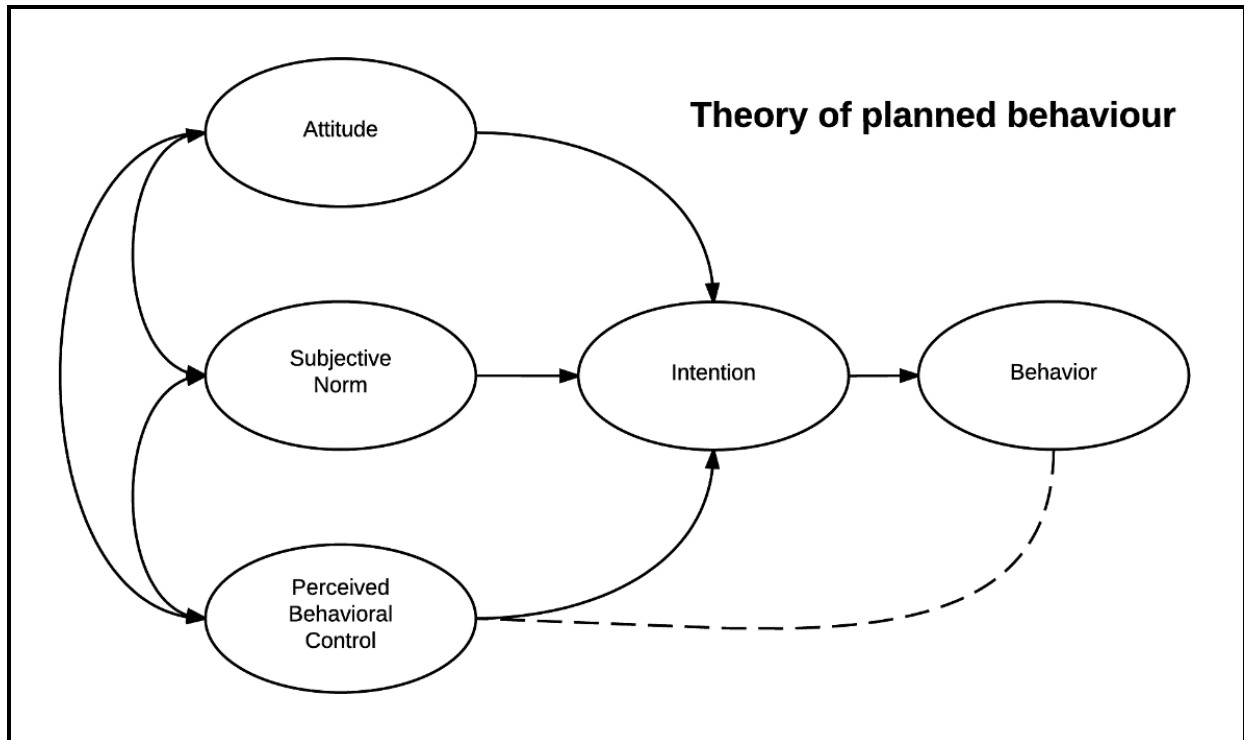 Theory of planned behaviour
Attitude
Subjective
Norm
Intention
Behavior
Perceived
Behavioral
Control